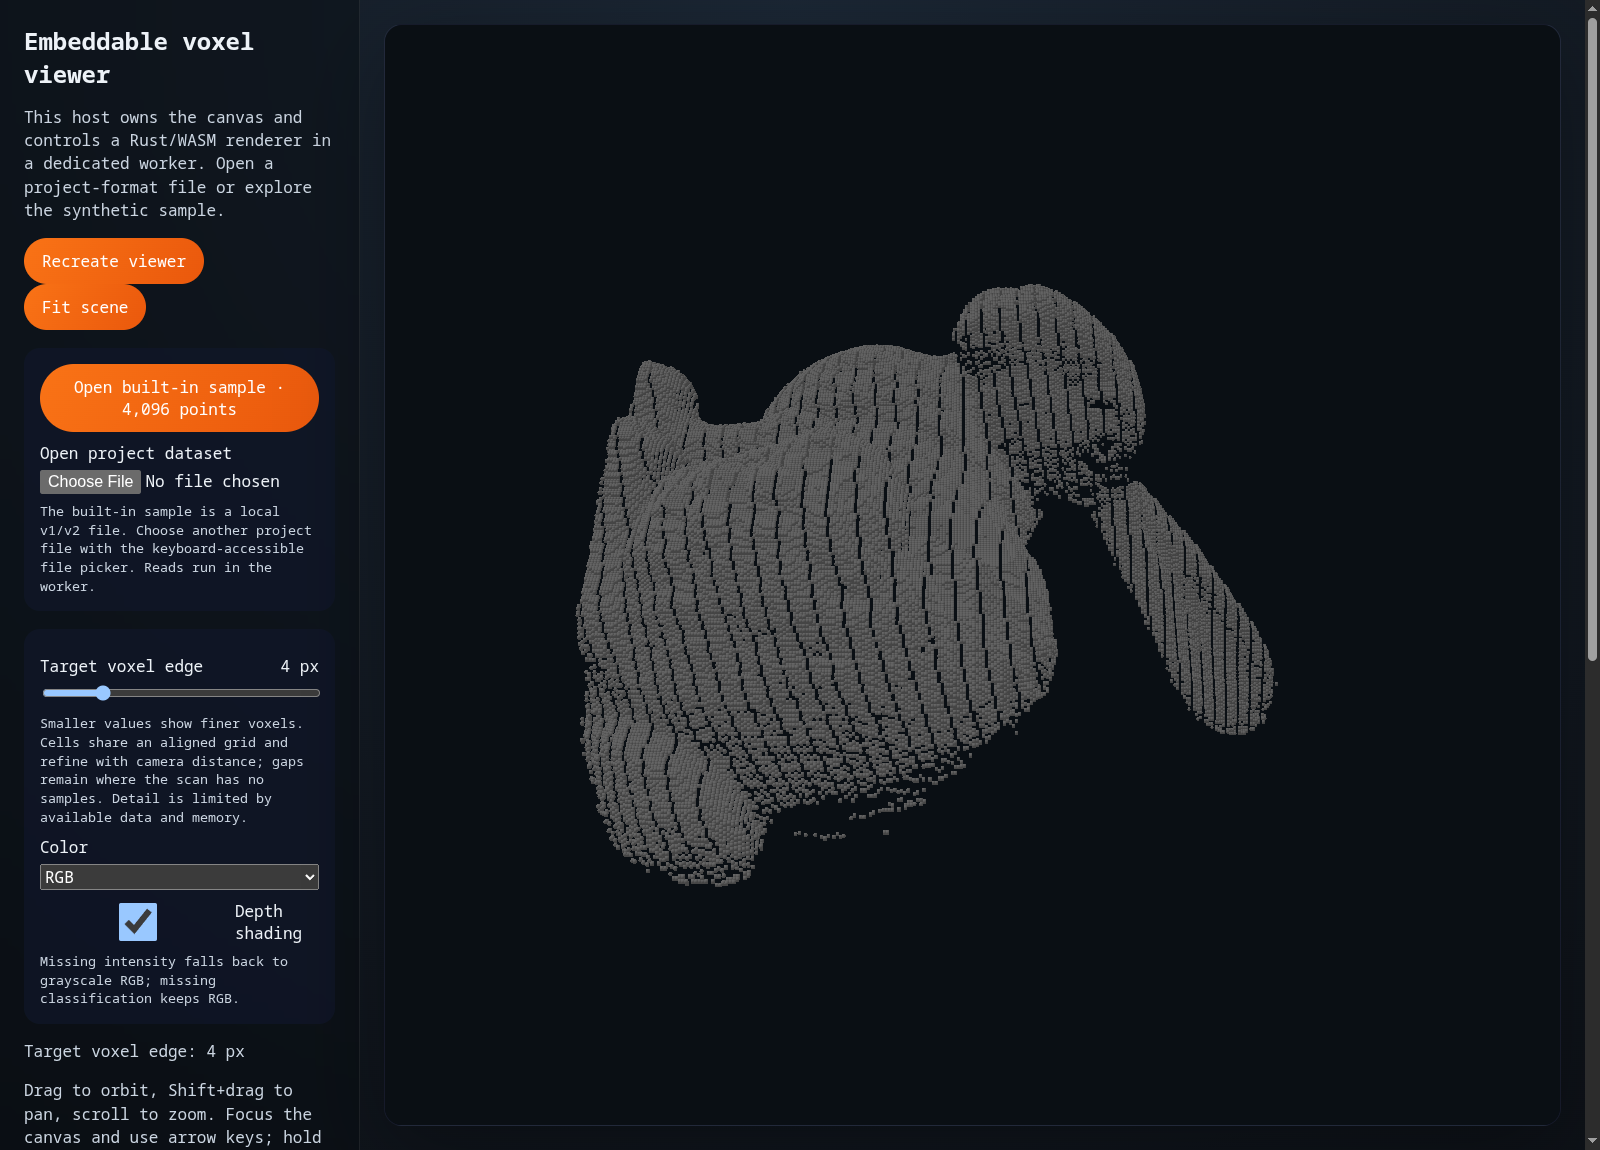 Embeddable voxel
viewer
This host owns the canvas and
controls a Rust/WASM renderer in
a dedicated worker. Open a
project-format file or explore
the synthetic sample.
Recreate viewer
Fit scene
Open built-in sample ·
4,096 points
Open project dataset
Choose File No file chosen
The built-in sample is a local
v1/v2 file. Choose another project
file with the keyboard-accessible
file picker. Reads run in the
worker.
Target voxel edge 4 px
Smaller values show finer voxels.
Cells share an aligned grid and
refine with camera distance; gaps
remain where the scan has no
samples. Detail is limited by
available data and memory.
Color
RGB
Depth
shading
Missing intensity falls back to
grayscale RGB; missing
classification keeps RGB.
Target voxel edge: 4 px
Drag to orbit, Shift+drag to
pan, scroll to zoom. Focus the
canvas and use arrow keys; hold